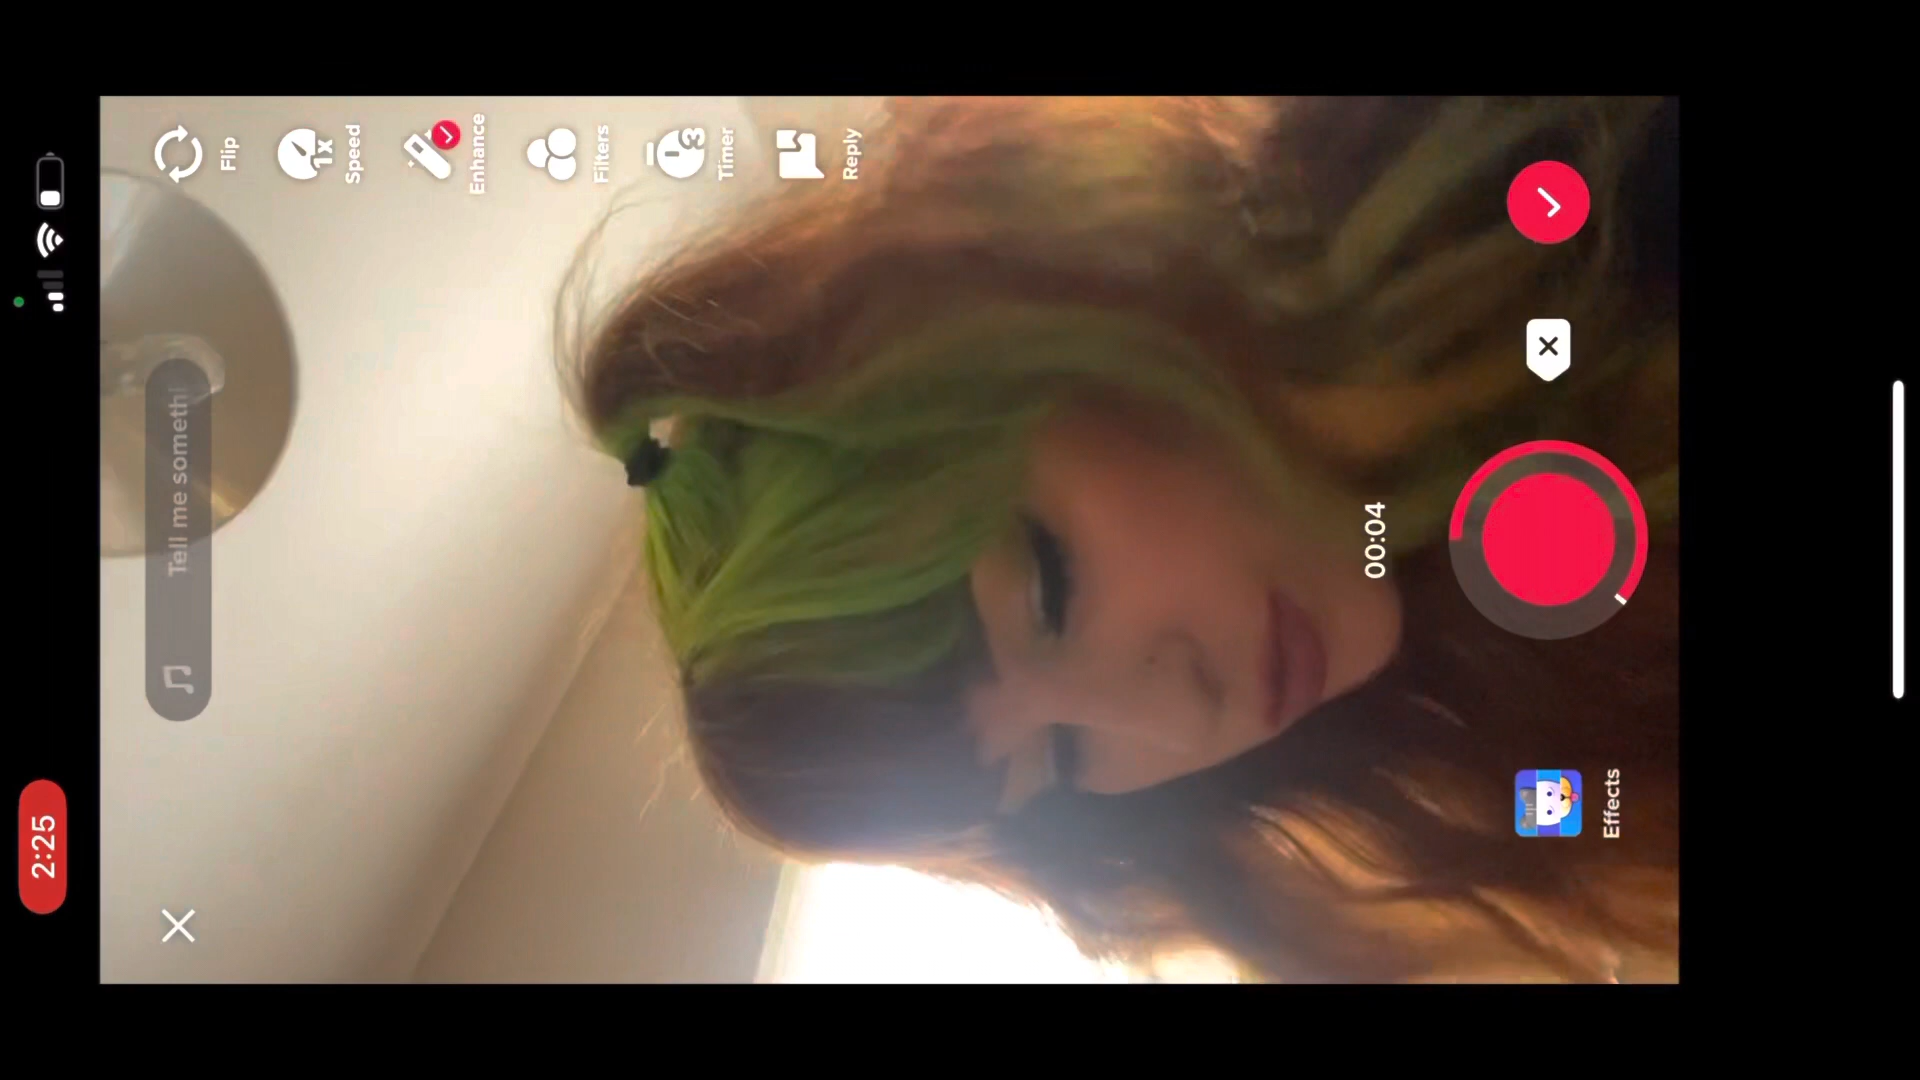 2:25
Tell me someth
Flip
1x
Speed
Enhance
Filters
3
Timer
Reply
00:04
Effects